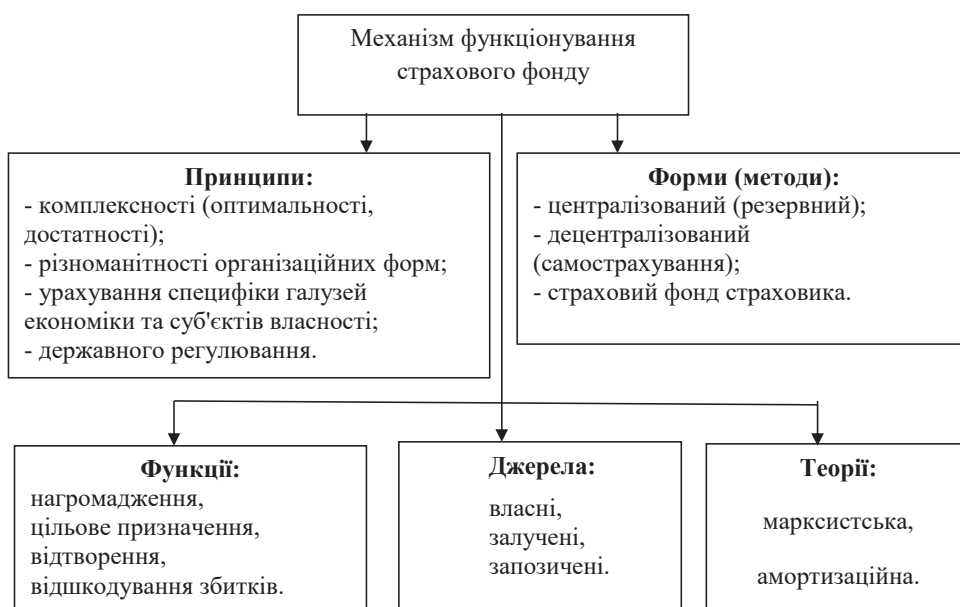 Механізм функціонування
страхового фонду
Принципи:
- комплексності (оптимальності,
достатності);
- різноманітності організаційних форм;
- урахування специфіки галузей
економіки та суб'єктів власності;
- державного регулювання.
Форми (методи):
- централізований (резервний);
- децентралізований
(самострахування);
- страховий фонд страховика.
Функції:
нагромадження,
цільове призначення,
відтворення,
відшкодування збитків.
Джерела:
власні,
залучені,
запозичені.
Теорії:
марксистська,
амортизаційна.